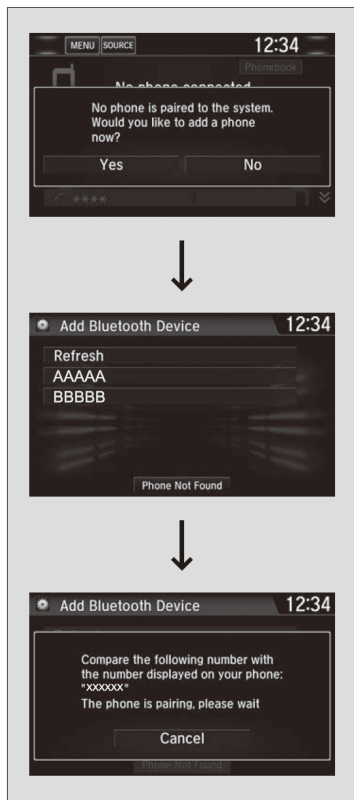 MENU SOURCE 12:34
Phonebook
No phone connected
No phone is paired to the system.
Would you like to add a phone
now?
Yes No
****
Add Bluetooth Device 12:34
Refresh
AAAAA
BBBBB
Phone Not Found
Add Bluetooth Device 12:34
Compare the following number with
the number displayed on your phone:
"XXXXXX"
The phone is pairing, please wait
Cancel
Phone Not Found